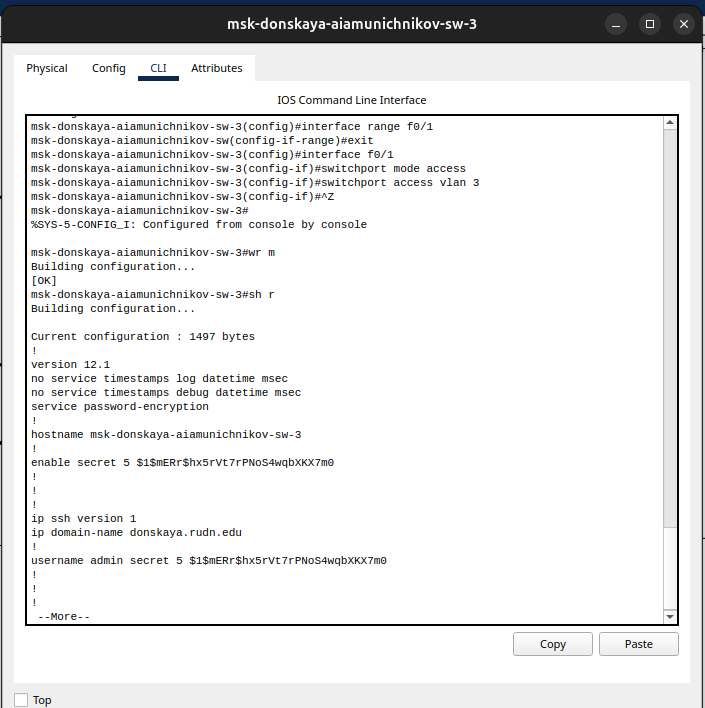 msk-donskaya-aiamunichnikov-sw-3
Physical Config CLI Attributes
IOS Command Line Interface
msk-donskaya-aiamunichnikov-sw-3(config)#interface range f0/1
msk-donskaya-aiamunichnikov-sw(config-if-range)#exit
msk-donskaya-aiamunichnikov-sw-3(config)#interface f0/1
msk-donskaya-aiamunichnikov-sw-3(config-if)#switchport mode access
msk-donskaya-aiamunichnikov-sw-3(config-if)#switchport access vlan 3
msk-donskaya-aiamunichnikov-sw-3(config-if)#^Z
msk-donskaya-aiamunichnikov-sw-3#
%SYS-5-CONFIG_I: Configured from console by console
msk-donskaya-aiamunichnikov-sw-3#wr m
Building configuration...
[OK]
msk-donskaya-aiamunichnikov-sw-3#sh r
Building configuration...
Current configuration : 1497 bytes
!
version 12.1
no service timestamps log datetime msec
no service timestamps debug datetime msec
service password-encryption
!
hostname msk-donskaya-aiamunichnikov-sw-3
!
enable secret 5 $1$mERr$hx5rVt7rPNoS4wqbXKX7m0
!
!
!
ip ssh version 1
ip domain-name donskaya.rudn.edu
!
username admin secret 5 $1$mERr$hx5rVt7rPNoS4wqbXKX7m0
!
!
!
--More--
Copy Paste
Top